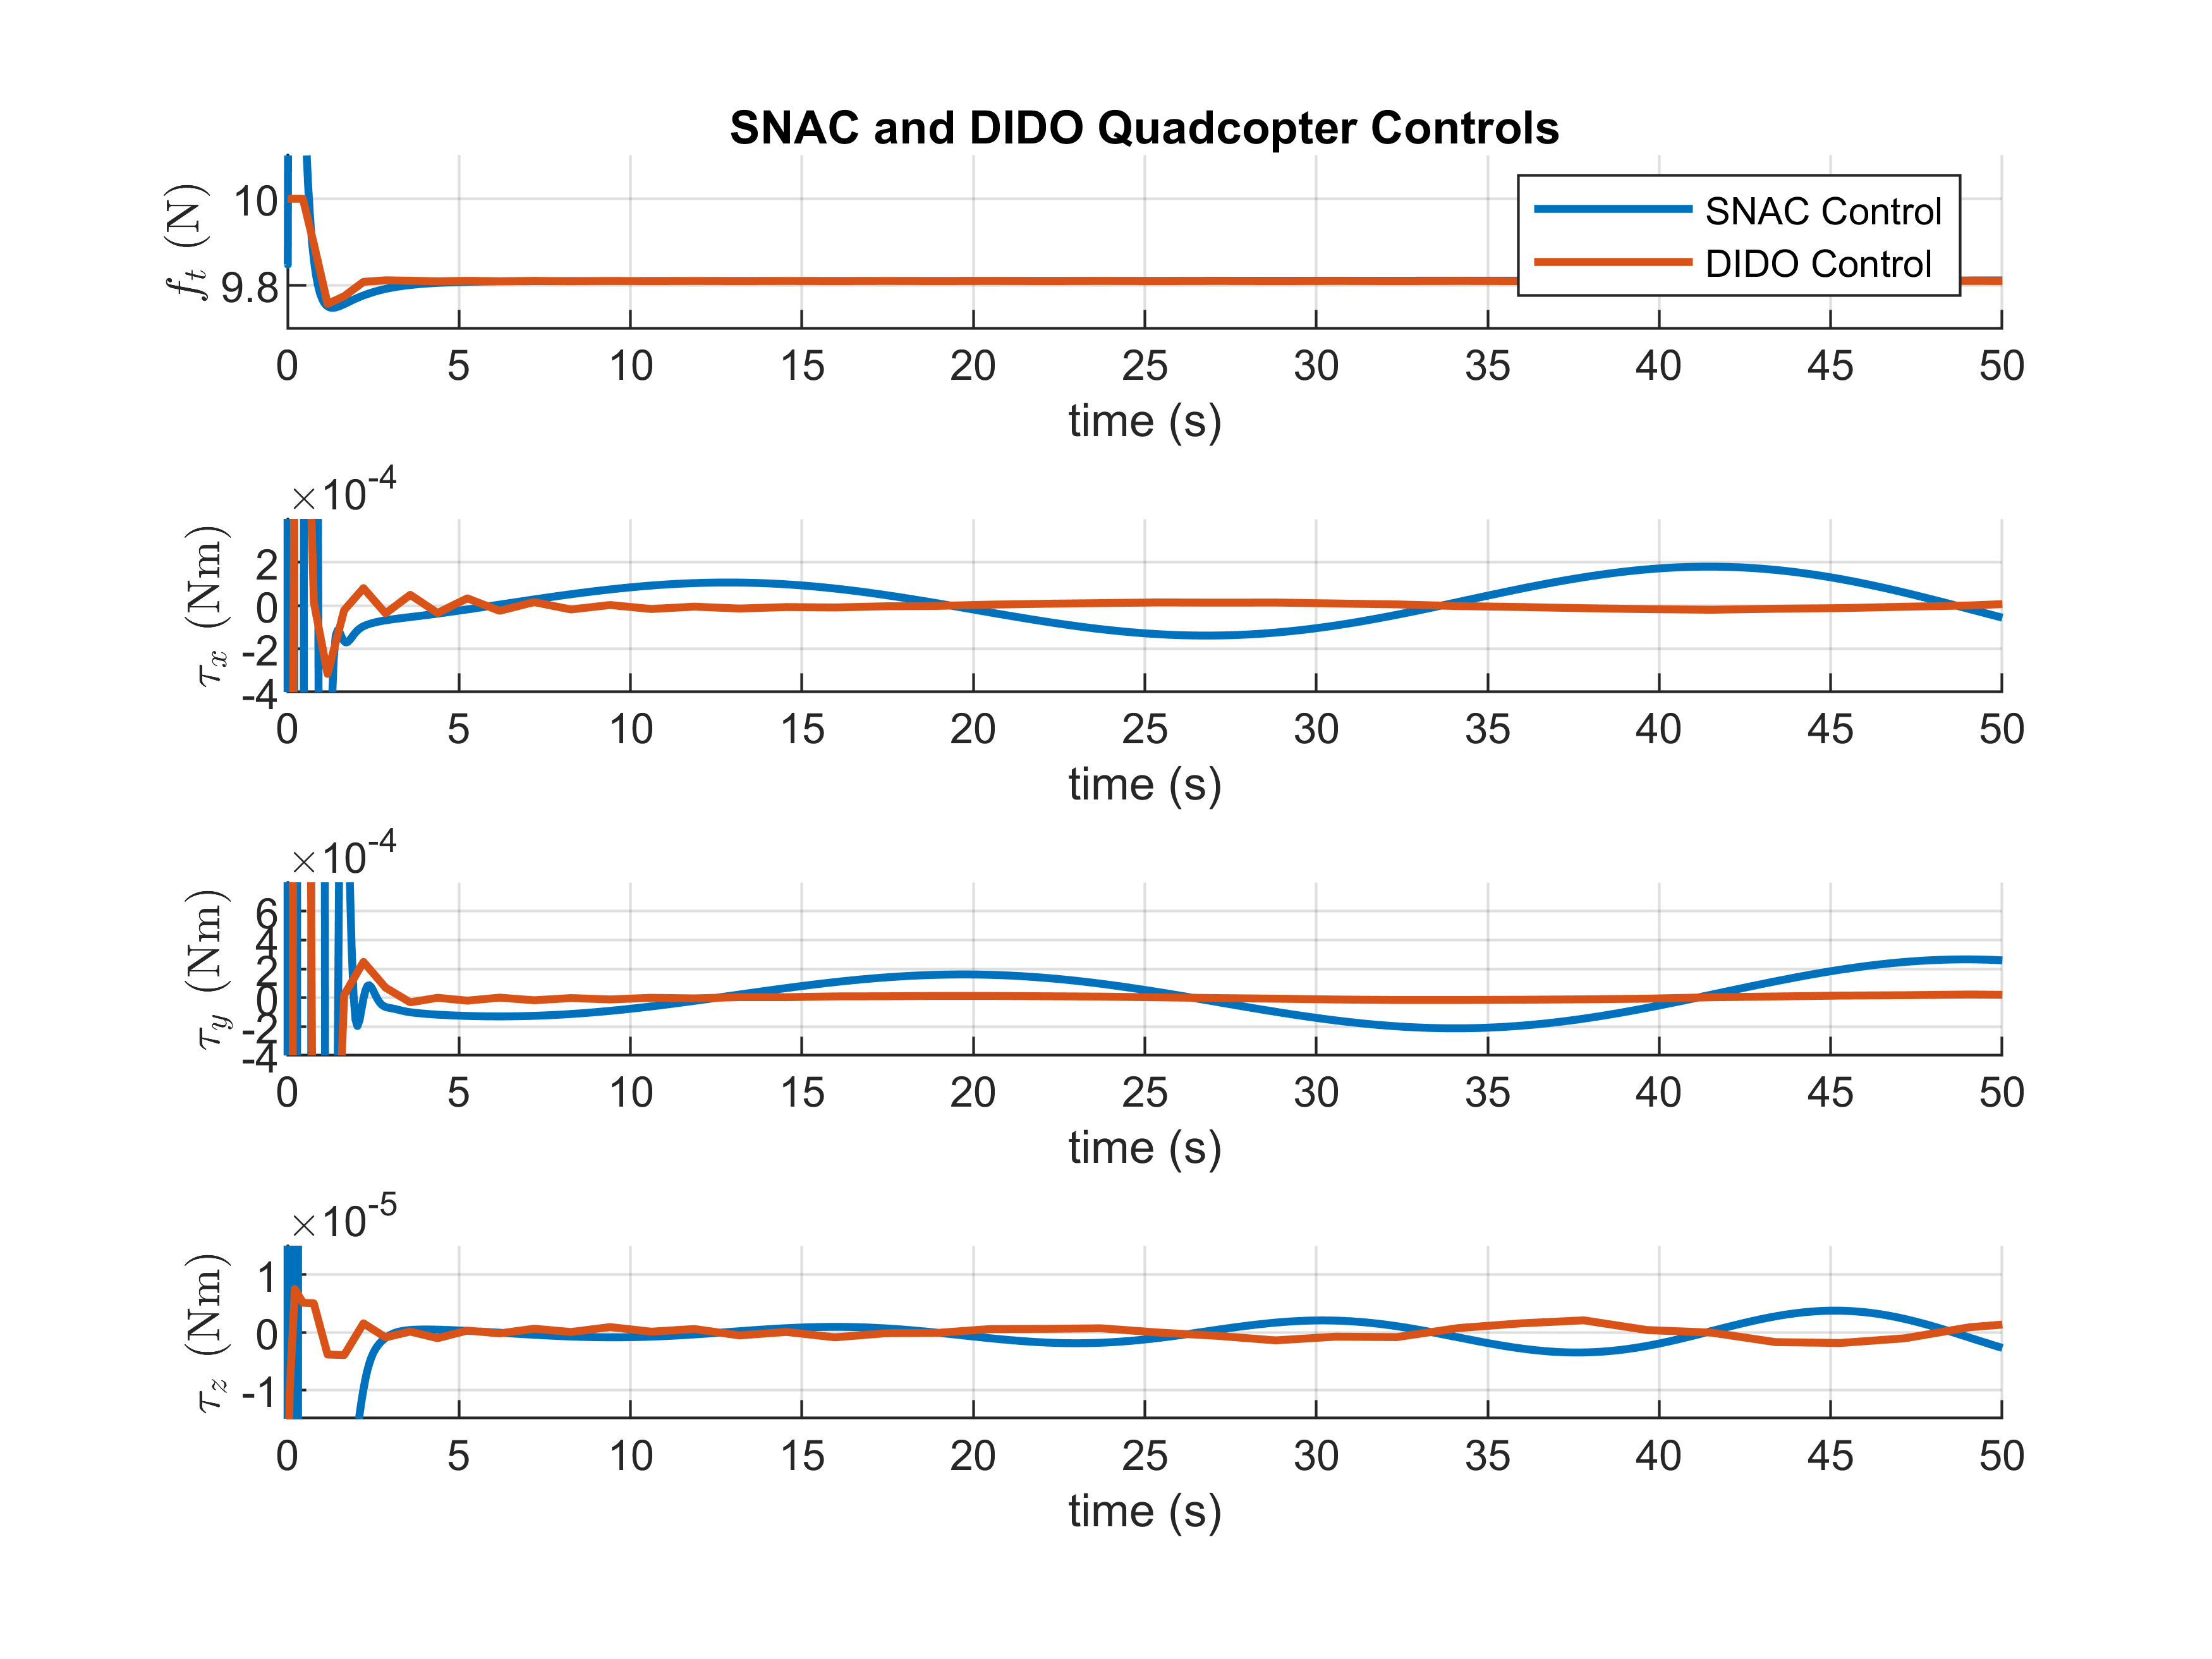 SNAC and DIDO Quadcopter Controls
f_t (N)
10
9.8
SNAC Control
DIDO Control
0 5 10 15 20 25 30 35 40 45 50
time (s)
×10^-4
τ_x (Nm)
2
0
-2
-4
0 5 10 15 20 25 30 35 40 45 50
time (s)
×10^-4
τ_y (Nm)
6
4
2
0
-2
-4
0 5 10 15 20 25 30 35 40 45 50
time (s)
×10^-5
τ_z (Nm)
1
0
-1
0 5 10 15 20 25 30 35 40 45 50
time (s)